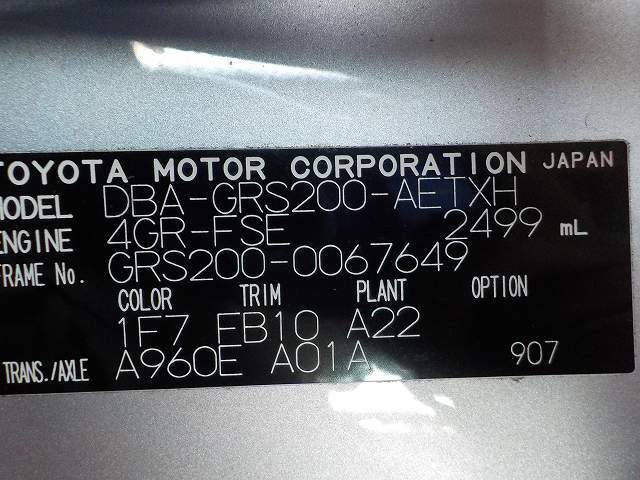 TOYOTA MOTOR CORPORATION JAPAN
MODEL DBA-GRS200-AETXH
ENGINE 4GR-FSE 2499 mL
FRAME No. GRS200-0067649
COLOR TRIM PLANT OPTION
1F7 FB10 A22
TRANS./AXLE A960E A01A 907